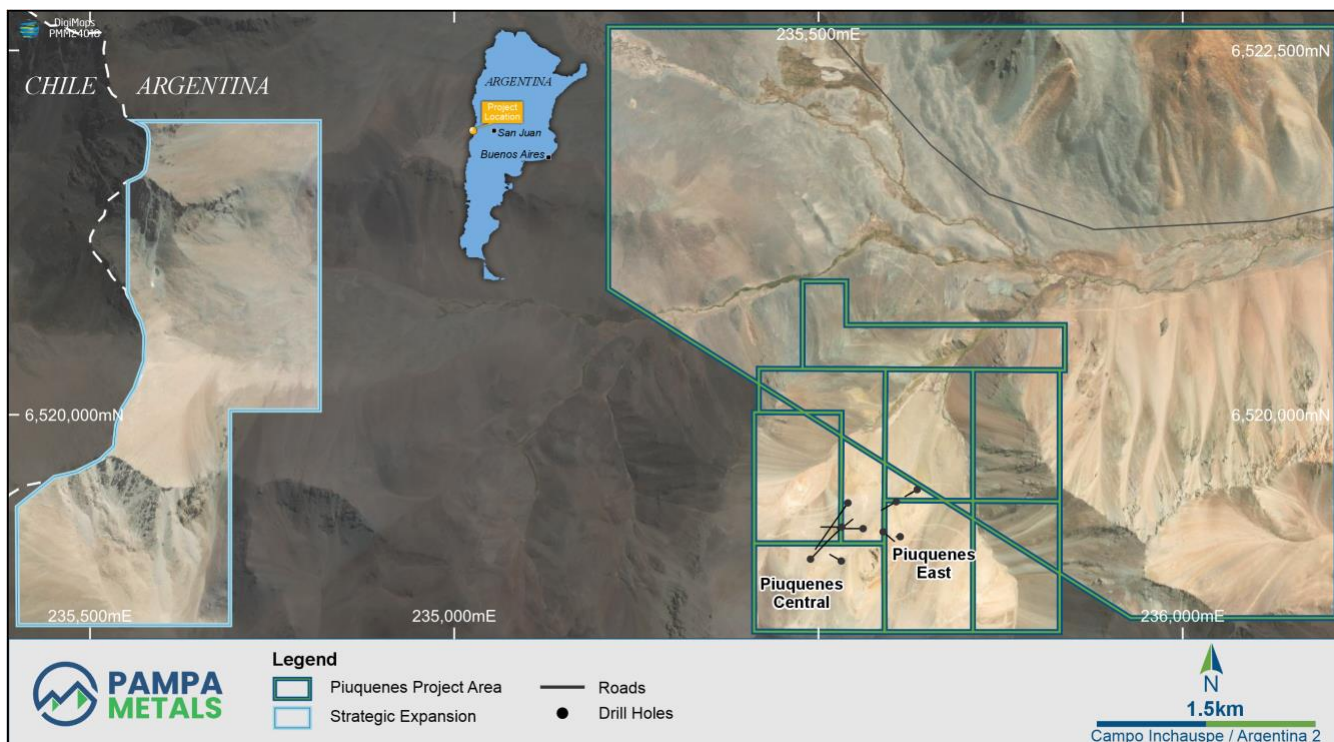 DigiMaps
PMM24018
CHILE
ARGENTINA
ARGENTINA
Project
Location
San Juan
Buenos Aires
235,500mE
6,522,500mN
6,520,000mN
6,520,000mN
Piuquenes
Central
Piuquenes
East
235,500mE
235,000mE
236,000mE
PAMPA
METALS
Legend
Piuquenes Project Area
Strategic Expansion
Roads
Drill Holes
N
1.5km
Campo Inchauspe / Argentina 2